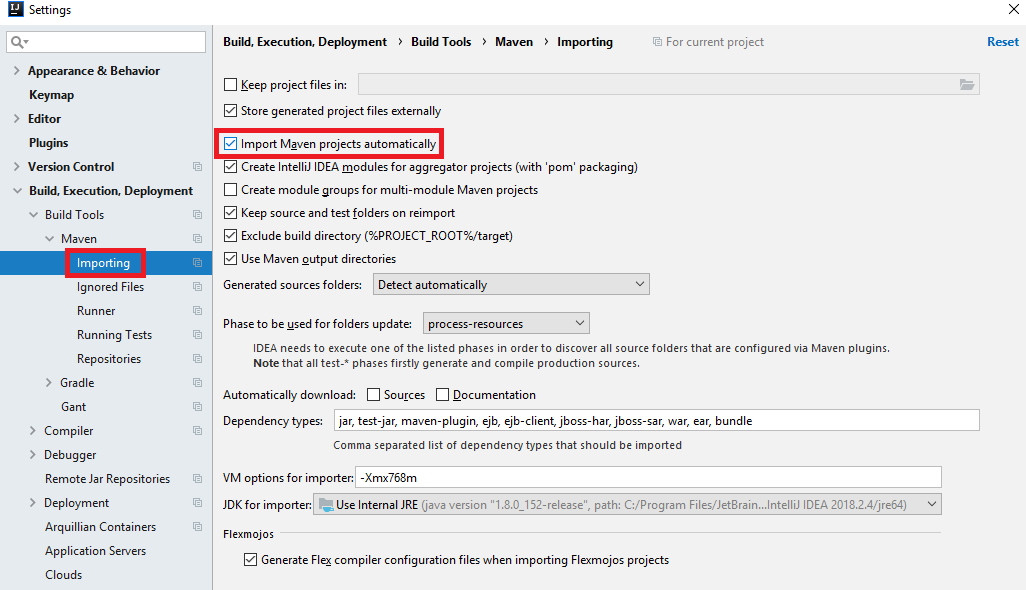 Settings
Build, Execution, Deployment › Build Tools › Maven › Importing For current project Reset
Appearance & Behavior
Keymap
Editor
Plugins
Version Control
Build, Execution, Deployment
Build Tools
Maven
Importing
Ignored Files
Runner
Running Tests
Repositories
Gradle
Gant
Compiler
Debugger
Remote Jar Repositories
Deployment
Arquillian Containers
Application Servers
Clouds
Keep project files in:
Store generated project files externally
Import Maven projects automatically
Create IntelliJ IDEA modules for aggregator projects (with 'pom' packaging)
Create module groups for multi-module Maven projects
Keep source and test folders on reimport
Exclude build directory (%PROJECT_ROOT%/target)
Use Maven output directories
Generated sources folders: Detect automatically
Phase to be used for folders update: process-resources
IDEA needs to execute one of the listed phases in order to discover all source folders that are configured via Maven plugins.
Note that all test-* phases firstly generate and compile production sources.
Automatically download: Sources Documentation
Dependency types: jar, test-jar, maven-plugin, ejb, ejb-client, jboss-har, jboss-sar, war, ear, bundle
Comma separated list of dependency types that should be imported
VM options for importer: -Xmx768m
JDK for importer: Use Internal JRE (java version "1.8.0_152-release", path: C:/Program Files/JetBrain...IntelliJ IDEA 2018.2.4/jre64)
Flexmojos
Generate Flex compiler configuration files when importing Flexmojos projects